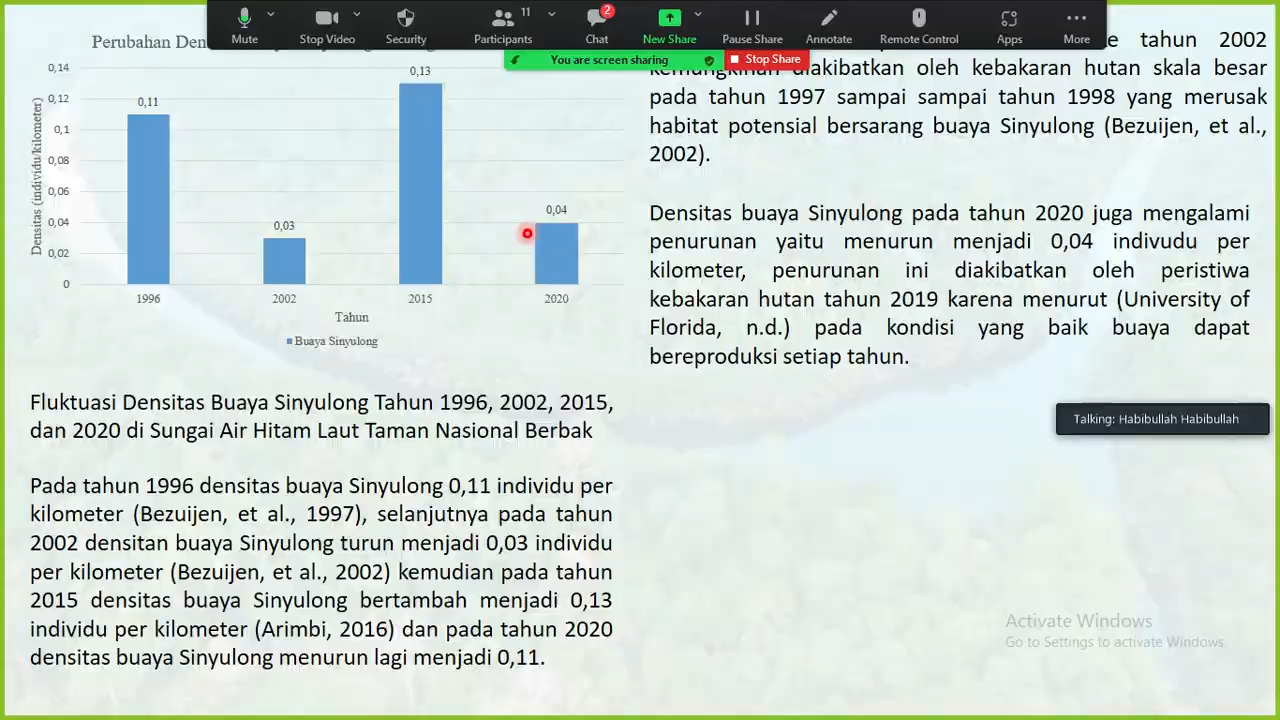 Mute
Stop Video
Security
Participants
11
Chat
2
New Share
Pause Share
Annotate
Remote Control
Apps
More
You are screen sharing
Stop Share
Perubahan
Densitas (individu/kilometer)
0,14
0,12
0,1
0,08
0,06
0,04
0,02
0
0,11
0,03
0,13
0,04
1996
2002
2015
2020
Tahun
Buaya Sinyulong
Fluktuasi Densitas Buaya Sinyulong Tahun 1996, 2002, 2015,
dan 2020 di Sungai Air Hitam Laut Taman Nasional Berbak
Pada tahun 1996 densitas buaya Sinyulong 0,11 individu per
kilometer (Bezuijen, et al., 1997), selanjutnya pada tahun
2002 densitan buaya Sinyulong turun menjadi 0,03 individu
per kilometer (Bezuijen, et al., 2002) kemudian pada tahun
2015 densitas buaya Sinyulong bertambah menjadi 0,13
individu per kilometer (Arimbi, 2016) dan pada tahun 2020
densitas buaya Sinyulong menurun lagi menjadi 0,11.
tahun 2002
kemungkinan diakibatkan oleh kebakaran hutan skala besar
pada tahun 1997 sampai sampai tahun 1998 yang merusak
habitat potensial bersarang buaya Sinyulong (Bezuijen, et al.,
2002).
Densitas buaya Sinyulong pada tahun 2020 juga mengalami
penurunan yaitu menurun menjadi 0,04 indivudu per
kilometer, penurunan ini diakibatkan oleh peristiwa
kebakaran hutan tahun 2019 karena menurut (University of
Florida, n.d.) pada kondisi yang baik buaya dapat
bereproduksi setiap tahun.
Talking: Habibullah Habibullah
Activate Windows
Go to Settings to activate Windows.